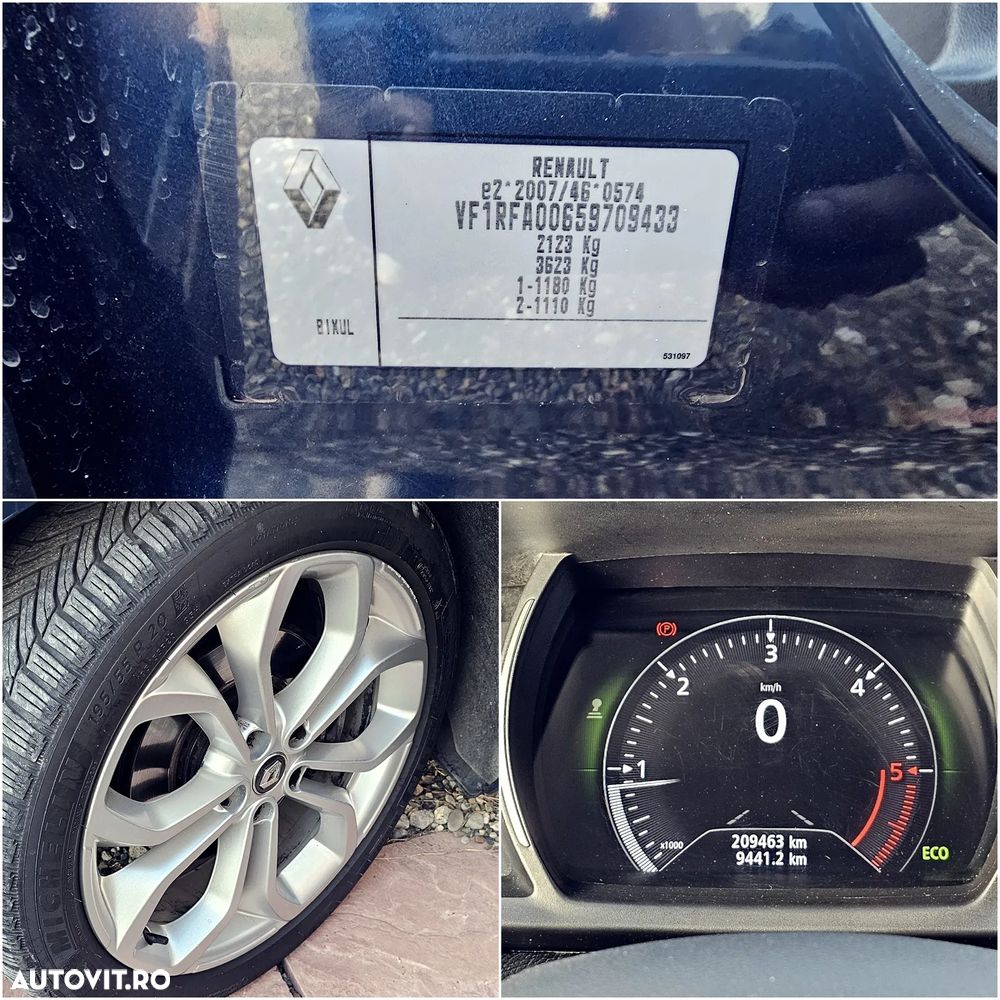 RENAULT
e2*2007/46*0574
VF1RFA00659709433
2123 Kg
3623 Kg
1-1180 Kg
2-1110 Kg
B1XUL
531097
MICHELIN
195/55 R 20
1
2
3
4
5
km/h
0
x1000
209463 km
9441.2 km
P
ECO
AUTOVIT.RO